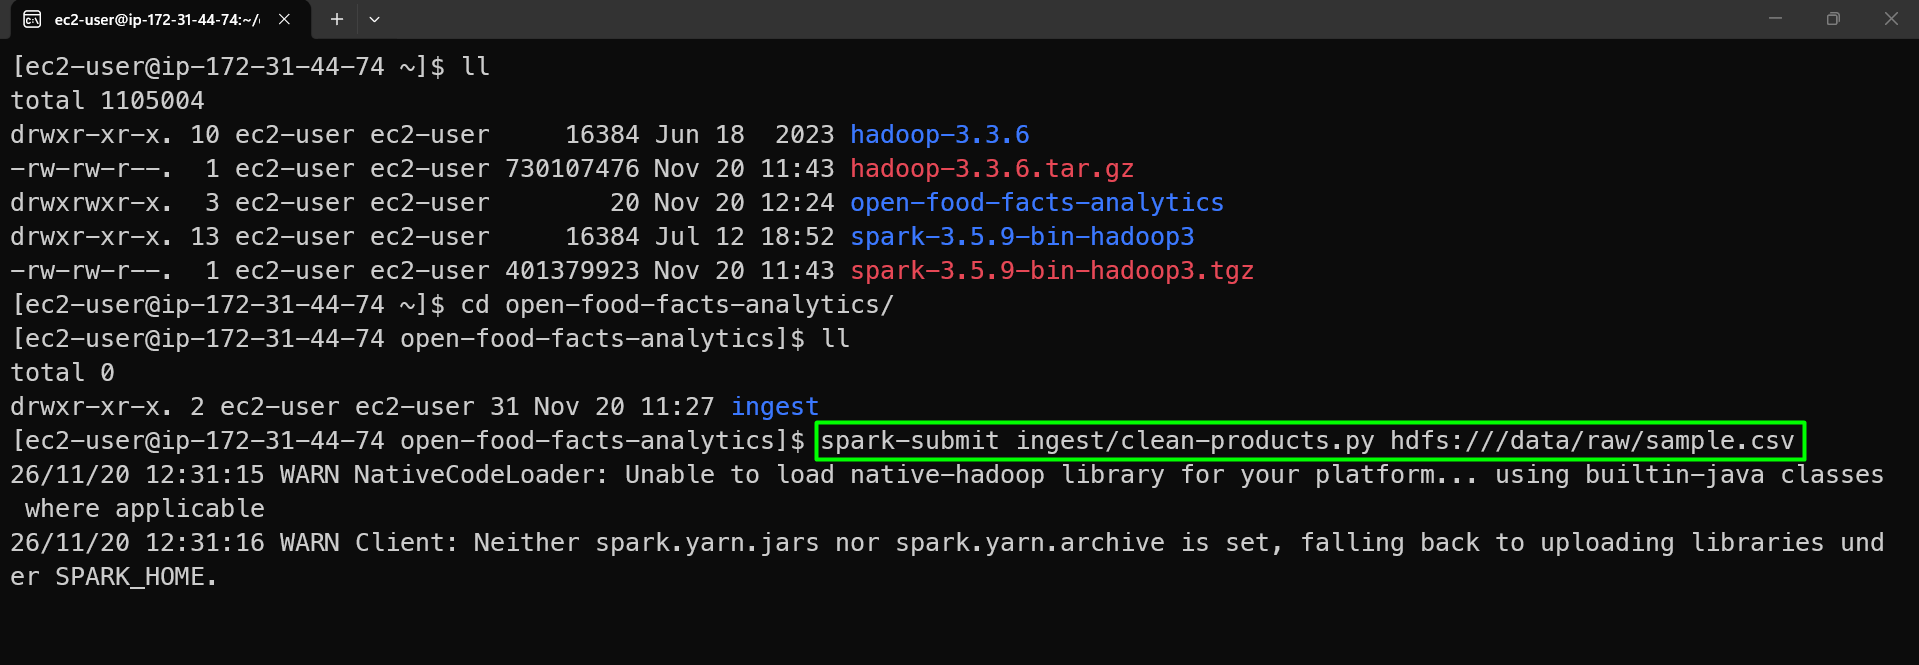 ec2-user@ip-172-31-44-74:~/
[ec2-user@ip-172-31-44-74 ~]$ ll
total 1105004
drwxr-xr-x. 10 ec2-user ec2-user     16384 Jun 18  2023 hadoop-3.3.6
-rw-rw-r--.  1 ec2-user ec2-user 730107476 Nov 20 11:43 hadoop-3.3.6.tar.gz
drwxrwxr-x.  3 ec2-user ec2-user        20 Nov 20 12:24 open-food-facts-analytics
drwxr-xr-x. 13 ec2-user ec2-user     16384 Jul 12 18:52 spark-3.5.9-bin-hadoop3
-rw-rw-r--.  1 ec2-user ec2-user 401379923 Nov 20 11:43 spark-3.5.9-bin-hadoop3.tgz
[ec2-user@ip-172-31-44-74 ~]$ cd open-food-facts-analytics/
[ec2-user@ip-172-31-44-74 open-food-facts-analytics]$ ll
total 0
drwxr-xr-x. 2 ec2-user ec2-user 31 Nov 20 11:27 ingest
[ec2-user@ip-172-31-44-74 open-food-facts-analytics]$ spark-submit ingest/clean-products.py hdfs:///data/raw/sample.csv
26/11/20 12:31:15 WARN NativeCodeLoader: Unable to load native-hadoop library for your platform... using builtin-java classes
 where applicable
26/11/20 12:31:16 WARN Client: Neither spark.yarn.jars nor spark.yarn.archive is set, falling back to uploading libraries und
er SPARK_HOME.